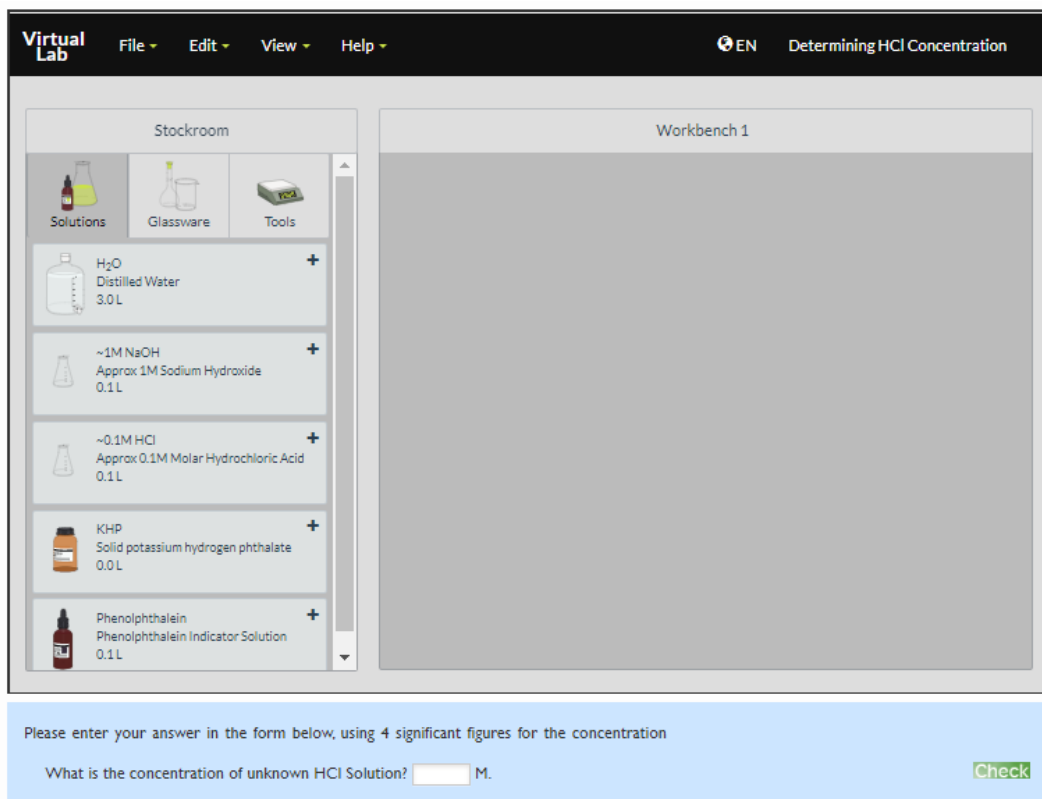 Virtual Lab File Edit View Help EN Determining HCl Concentration
Stockroom
Workbench 1
Solutions Glassware Tools
H₂O
Distilled Water
3.0 L
~1M NaOH
Approx 1M Sodium Hydroxide
0.1 L
~0.1M HCl
Approx 0.1M Molar Hydrochloric Acid
0.1 L
KHP
Solid potassium hydrogen phthalate
0.0 L
Phenolphthalein
Phenolphthalein Indicator Solution
0.1 L
Please enter your answer in the form below, using 4 significant figures for the concentration
What is the concentration of unknown HCl Solution? M.
Check